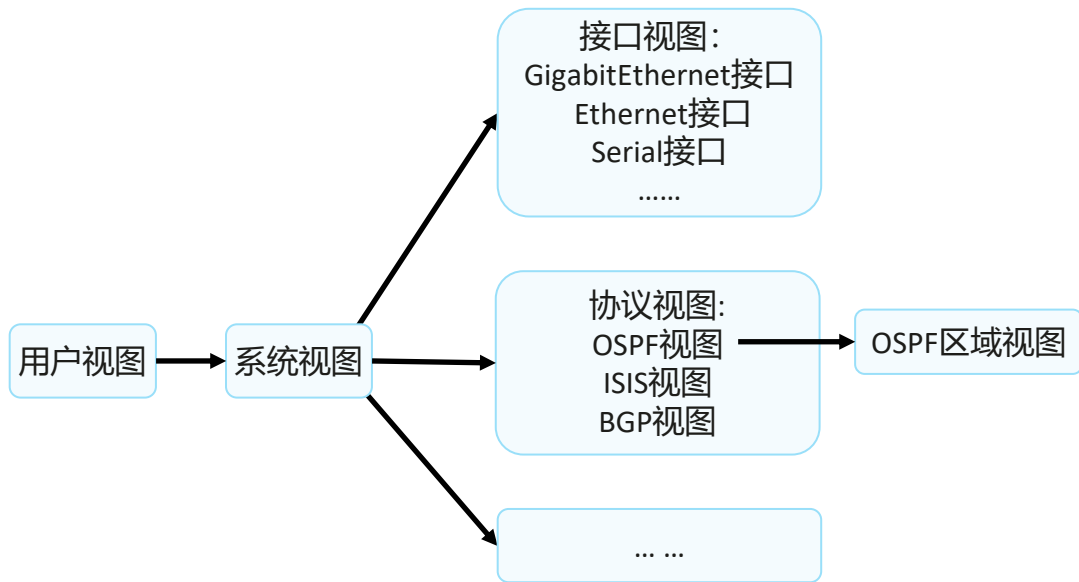 用户视图
系统视图
接口视图：
GigabitEthernet接口
Ethernet接口
Serial接口
……
协议视图:
OSPF视图
ISIS视图
BGP视图
OSPF区域视图
... ...